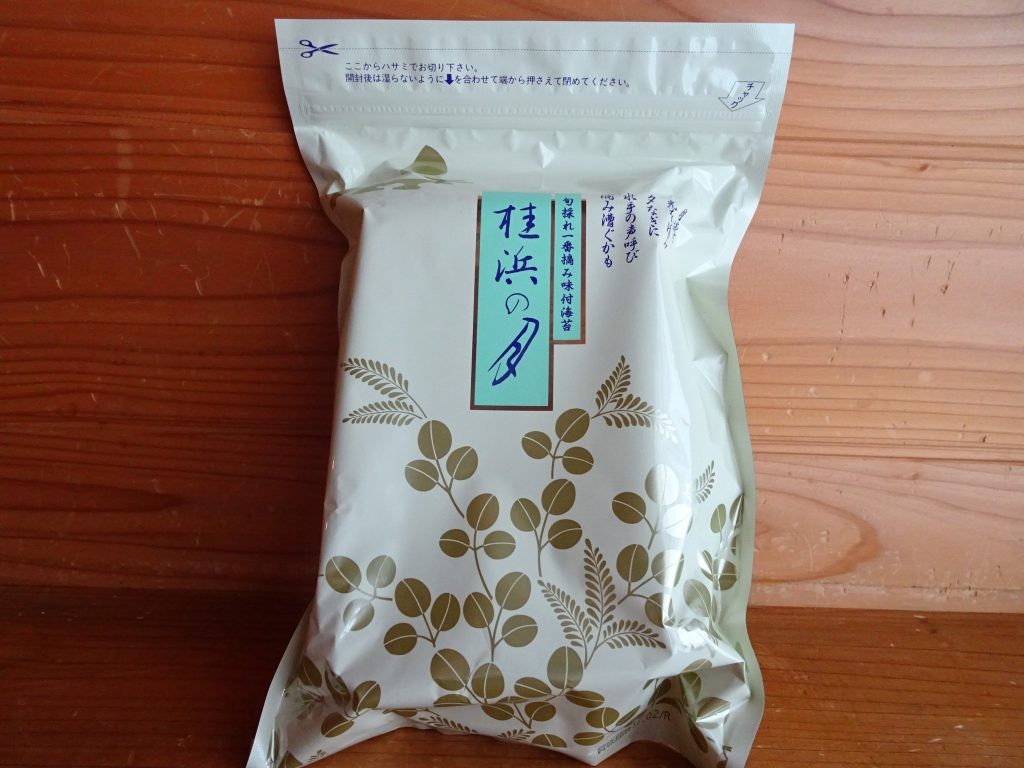 ここからハサミでお切り下さい。
開封後は湿らないように⬇を合わせて端から押さえて閉めてください。
チャック
夕なぎに
水手の声呼び
浦み漕ぐかも
旬採れ一番摘み味付海苔
桂浜の月